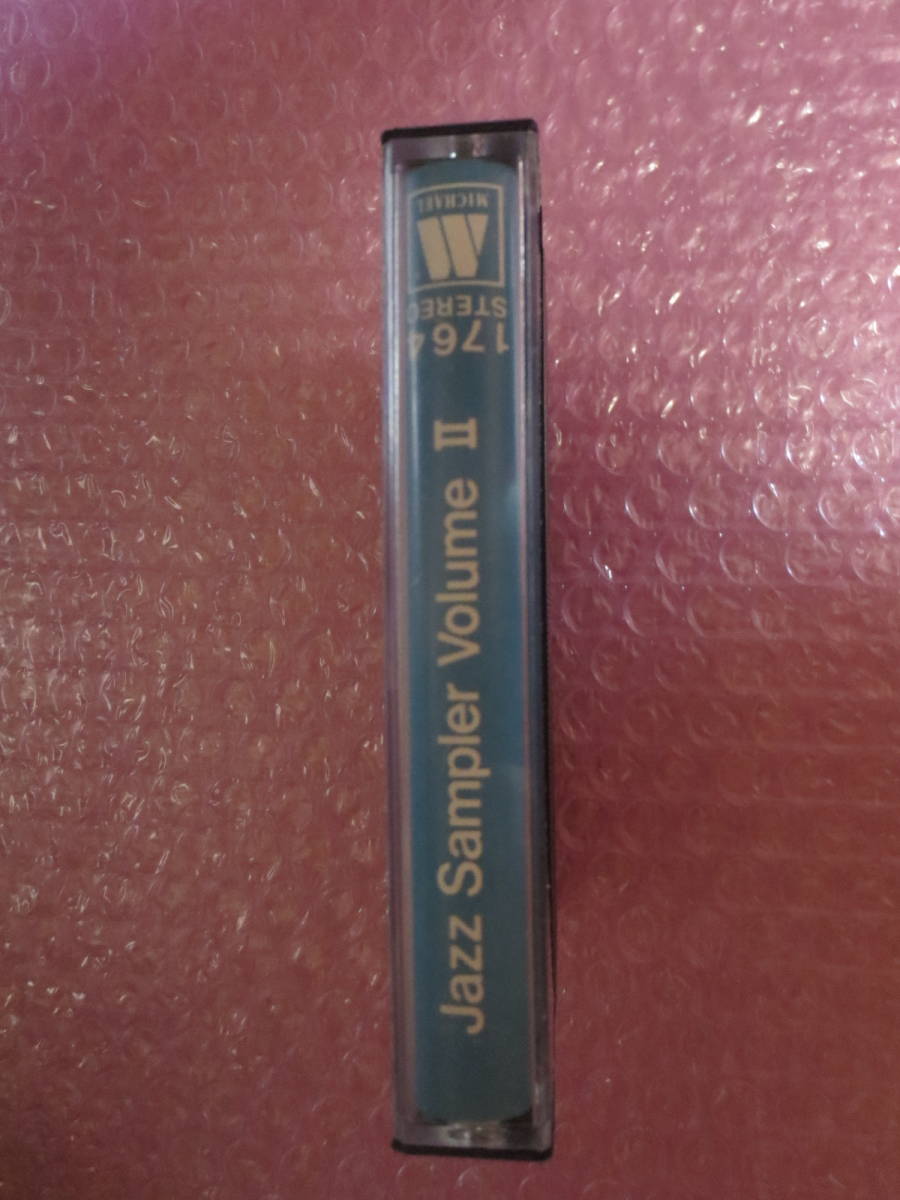 Jazz Sampler Volume II
1764
STEREO
MICHAEL